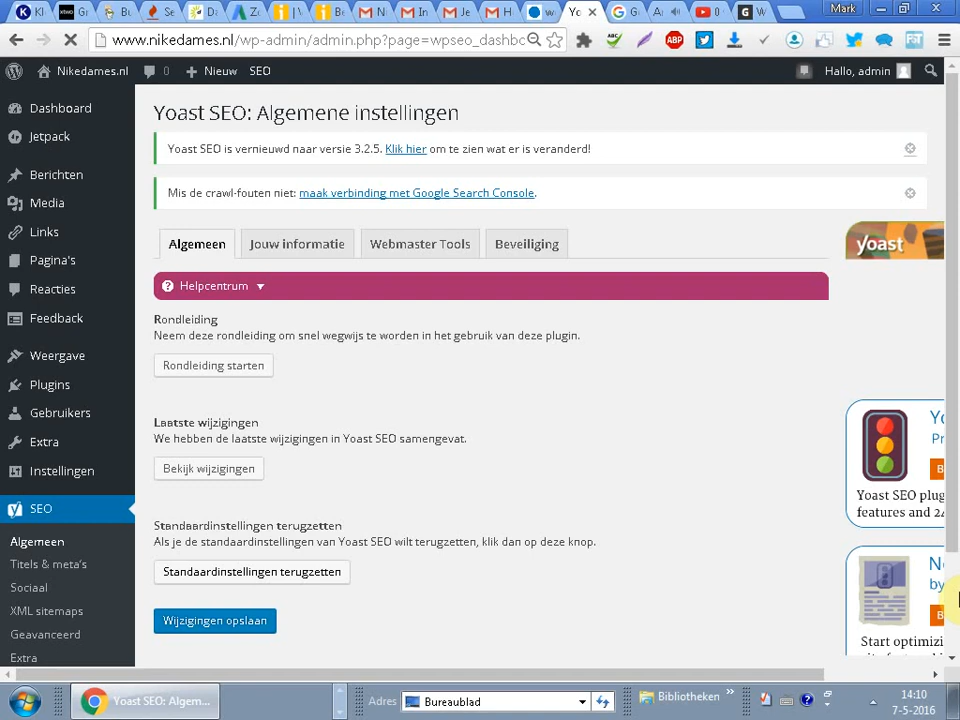 Mark
www.nikedames.nl/wp-admin/admin.php?page=wpseo_dashbo
Nikedames.nl 0 Nieuw SEO Hallo, admin
Dashboard
Jetpack
Berichten
Media
Links
Pagina's
Reacties
Feedback
Weergave
Plugins
Gebruikers
Extra
Instellingen
SEO
Algemeen
Titels & meta's
Sociaal
XML sitemaps
Geavanceerd
Extra
Yoast SEO: Algemene instellingen
Yoast SEO is vernieuwd naar versie 3.2.5. Klik hier om te zien wat er is veranderd!
Mis de crawl-fouten niet: maak verbinding met Google Search Console.
Algemeen Jouw informatie Webmaster Tools Beveiliging
Helpcentrum
Rondleiding
Neem deze rondleiding om snel wegwijs te worden in het gebruik van deze plugin.
Rondleiding starten
Laatste wijzigingen
We hebben de laatste wijzigingen in Yoast SEO samengevat.
Bekijk wijzigingen
Standaardinstellingen terugzetten
Als je de standaardinstellingen van Yoast SEO wilt terugzetten, klik dan op deze knop.
Standaardinstellingen terugzetten
Wijzigingen opslaan
yoast
Yoast SEO plug
features and 24
by
Start optimizi
Yoast SEO: Algem...
Adres Bureaublad
Bibliotheken
14:10
7-5-2016